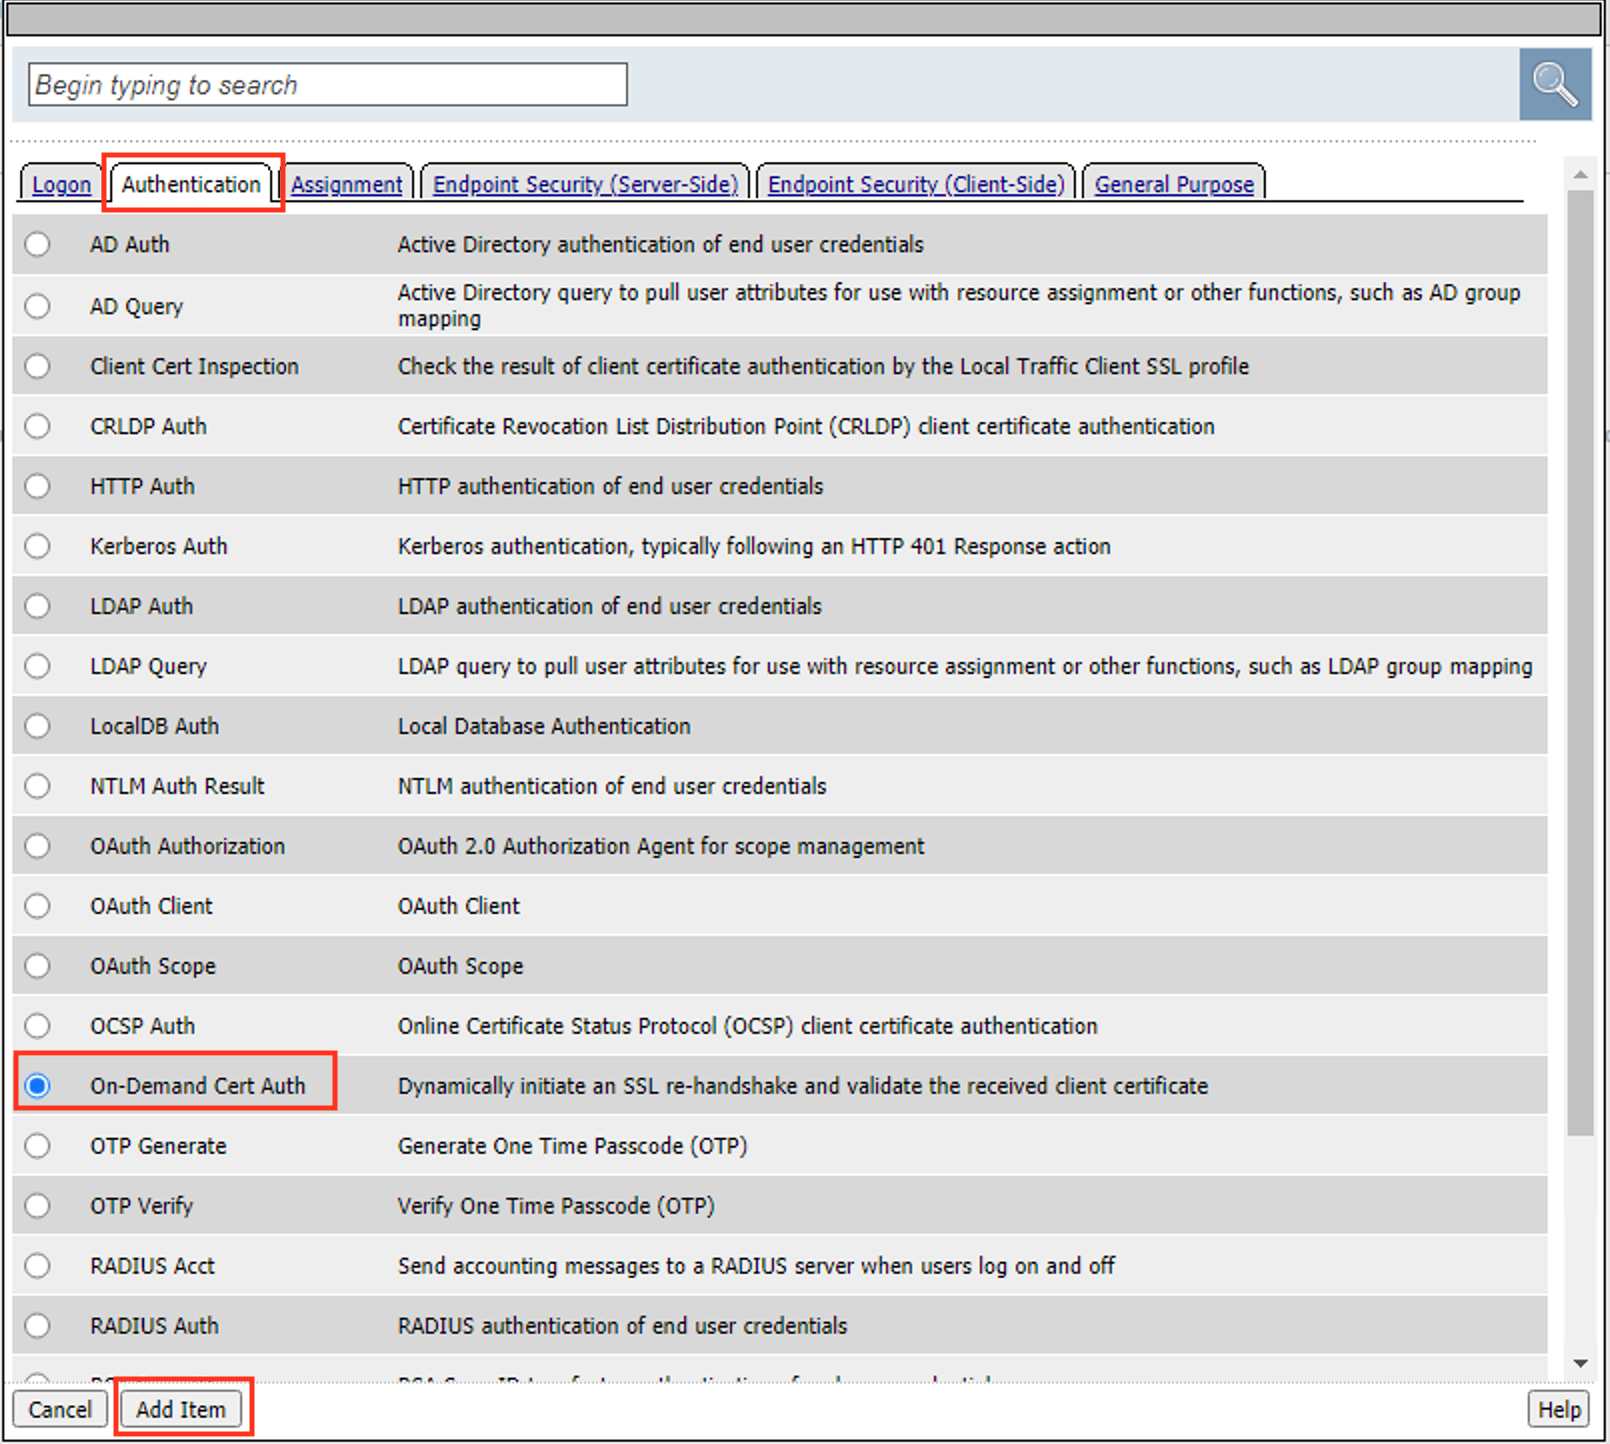 Begin typing to search
Logon Authentication Assignment Endpoint Security (Server-Side) Endpoint Security (Client-Side) General Purpose
AD Auth Active Directory authentication of end user credentials
AD Query Active Directory query to pull user attributes for use with resource assignment or other functions, such as AD group
mapping
Client Cert Inspection Check the result of client certificate authentication by the Local Traffic Client SSL profile
CRLDP Auth Certificate Revocation List Distribution Point (CRLDP) client certificate authentication
HTTP Auth HTTP authentication of end user credentials
Kerberos Auth Kerberos authentication, typically following an HTTP 401 Response action
LDAP Auth LDAP authentication of end user credentials
LDAP Query LDAP query to pull user attributes for use with resource assignment or other functions, such as LDAP group mapping
LocalDB Auth Local Database Authentication
NTLM Auth Result NTLM authentication of end user credentials
OAuth Authorization OAuth 2.0 Authorization Agent for scope management
OAuth Client OAuth Client
OAuth Scope OAuth Scope
OCSP Auth Online Certificate Status Protocol (OCSP) client certificate authentication
On-Demand Cert Auth Dynamically initiate an SSL re-handshake and validate the received client certificate
OTP Generate Generate One Time Passcode (OTP)
OTP Verify Verify One Time Passcode (OTP)
RADIUS Acct Send accounting messages to a RADIUS server when users log on and off
RADIUS Auth RADIUS authentication of end user credentials
Cancel Add Item Help